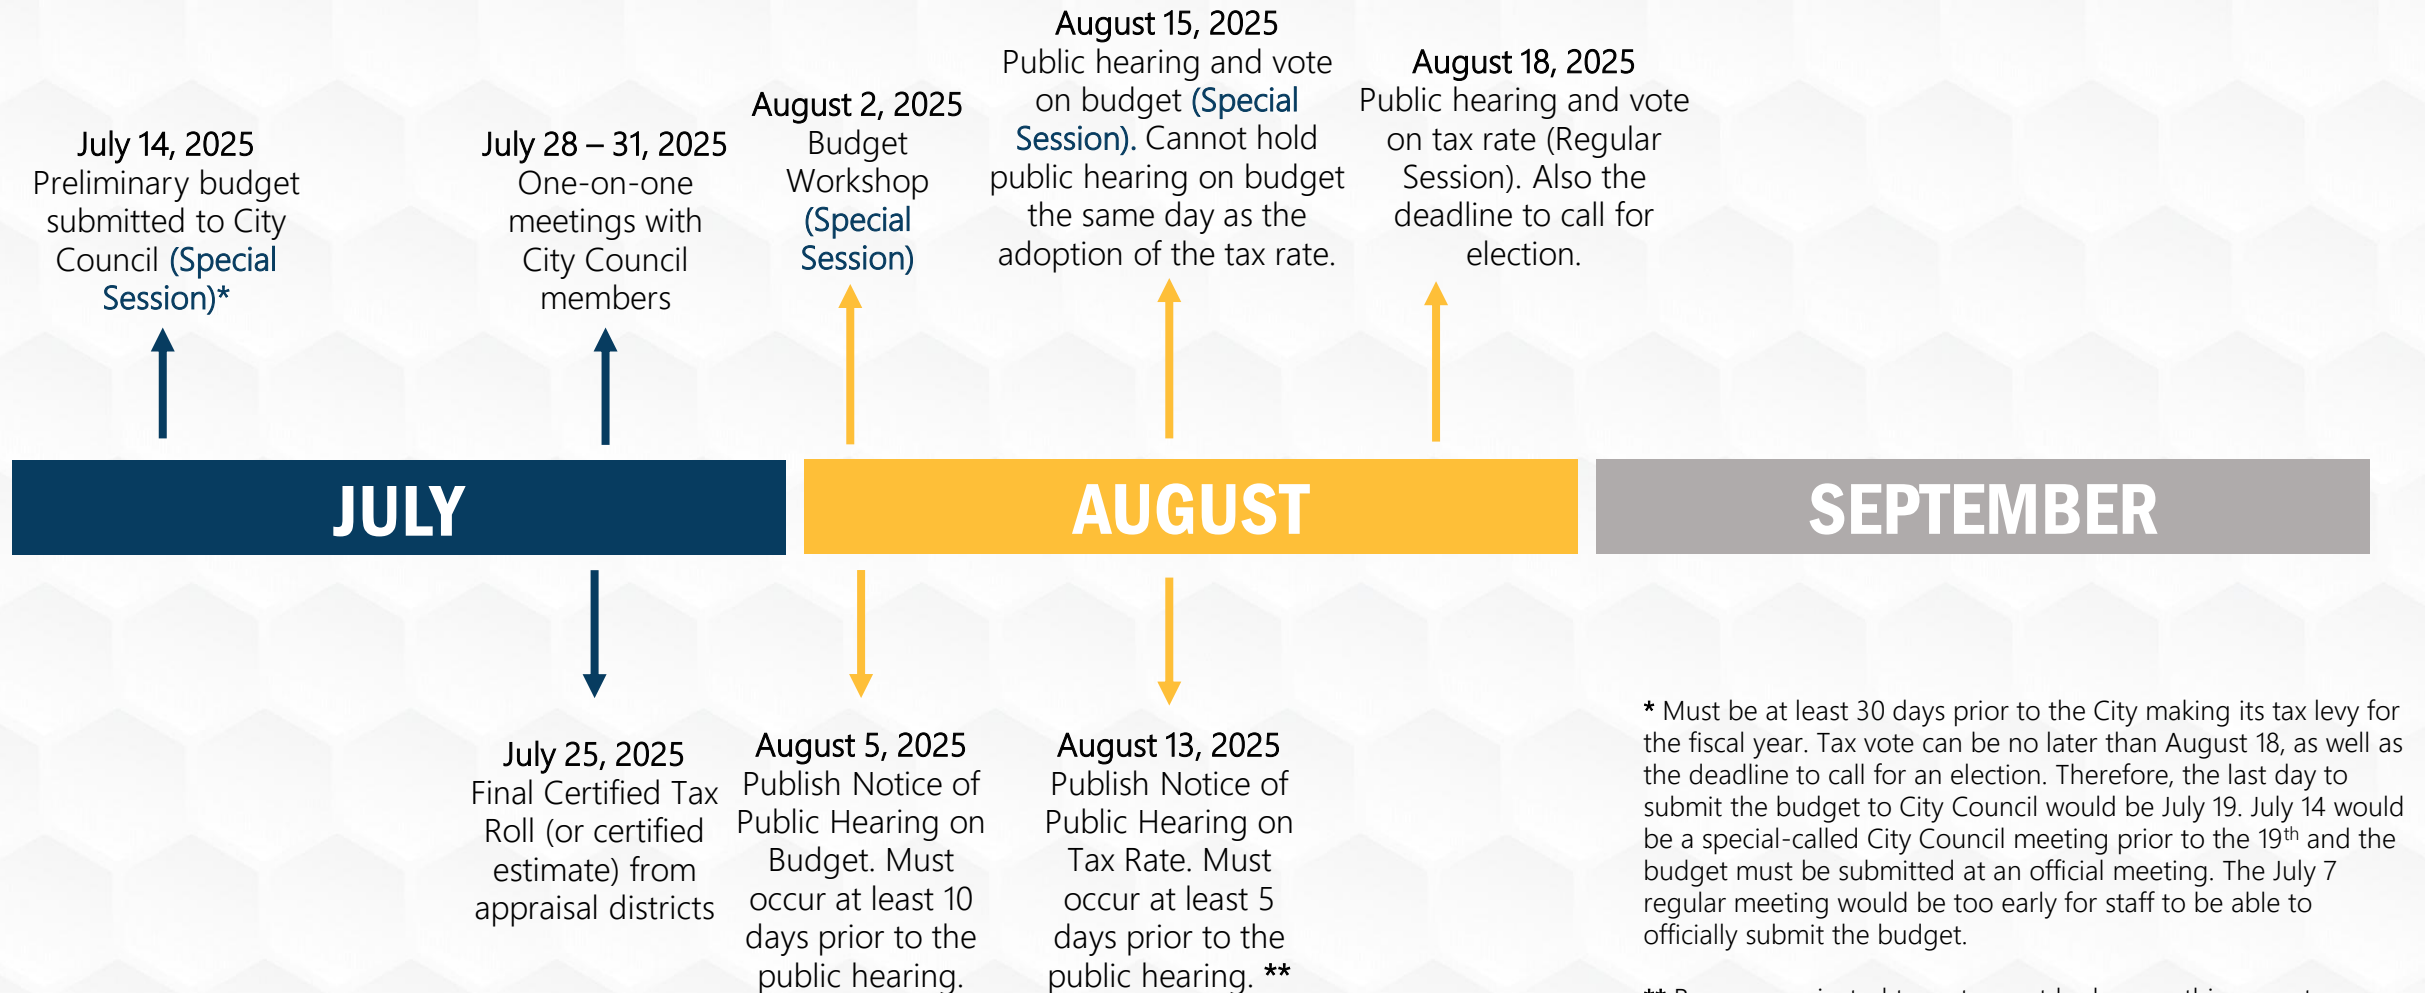 July 14, 2025
Preliminary budget
submitted to City
Council (Special
Session)*
July 28 – 31, 2025
One-on-one
meetings with
City Council
members
August 2, 2025
Budget
Workshop
(Special
Session)
August 15, 2025
Public hearing and vote
on budget (Special
Session). Cannot hold
public hearing on budget
the same day as the
adoption of the tax rate.
August 18, 2025
Public hearing and vote
on tax rate (Regular
Session). Also the
deadline to call for
election.
JULY
AUGUST
SEPTEMBER
July 25, 2025
Final Certified Tax
Roll (or certified
estimate) from
appraisal districts
August 5, 2025
Publish Notice of
Public Hearing on
Budget. Must
occur at least 10
days prior to the
public hearing.
August 13, 2025
Publish Notice of
Public Hearing on
Tax Rate. Must
occur at least 5
days prior to the
public hearing. **
* Must be at least 30 days prior to the City making its tax levy for
the fiscal year. Tax vote can be no later than August 18, as well as
the deadline to call for an election. Therefore, the last day to
submit the budget to City Council would be July 19. July 14 would
be a special-called City Council meeting prior to the 19th and the
budget must be submitted at an official meeting. The July 7
regular meeting would be too early for staff to be able to
officially submit the budget.
**